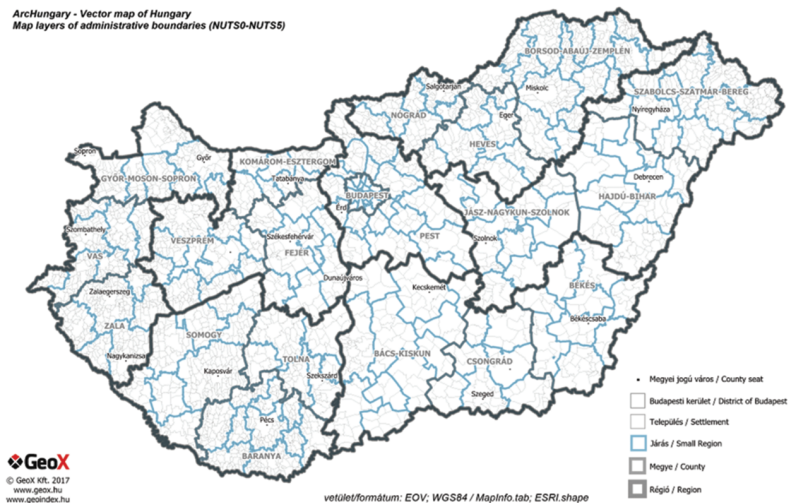 ArcHungary - Vector map of Hungary
Map layers of administrative boundaries (NUTS0-NUTS5)
BORSOD-ABAÚJ-ZEMPLÉN
Salgótarján
Miskolc
SZABOLCS-SZATMÁR-BEREG
Nyíregyháza
NÓGRÁD
Eger
HEVES
Sopron
Győr
KOMÁROM-ESZTERGOM
GYŐR-MOSON-SOPRON
Tatabánya
Debrecen
BUDAPEST
HAJDÚ-BIHAR
Érd
JÁSZ-NAGYKUN-SZOLNOK
Szombathely
VESZPRÉM
Székesfehérvár
PEST
Szolnok
VAS
FEJÉR
Dunaújváros
Kecskemét
BÉKÉS
Zalaegerszeg
Békéscsaba
ZALA
SOMOGY
Nagykanizsa
TOLNA
BÁCS-KISKUN
CSONGRÁD
Kaposvár
Szekszárd
Szeged
Pécs
BARANYA
Megyei jogú város / County seat
Budapesti kerület / District of Budapest
Település / Settlement
Járás / Small Region
Megye / County
Régió / Region
GeoX
© GeoX Kft. 2017
www.geox.hu
www.geoindex.hu
vetület/formátum: EOV; WGS84 / MapInfo.tab; ESRI.shape